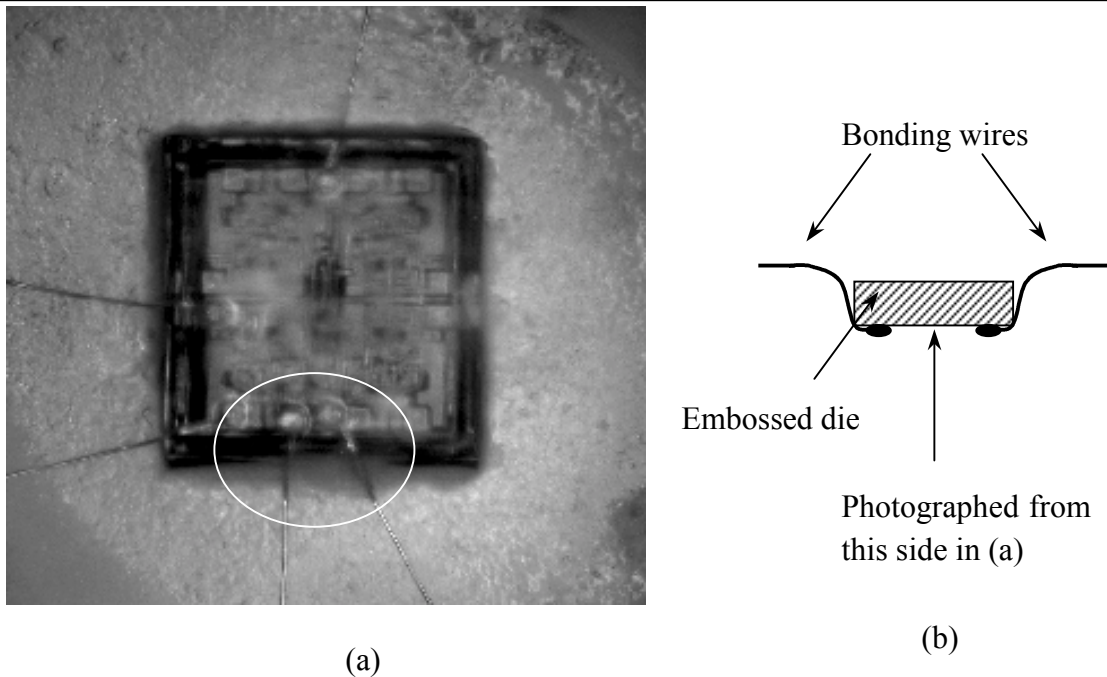 Bonding wires
Embossed die
Photographed from
this side in (a)
(a)
(b)